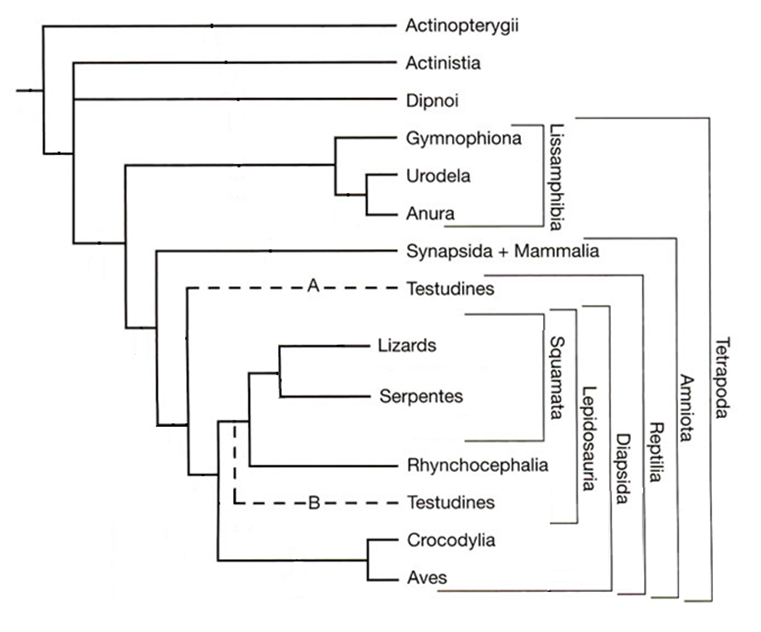 Actinopterygii
Actinistia
Dipnoi
Gymnophiona
Urodela
Anura
Lissamphibia
Synapsida + Mammalia
A
Testudines
Lizards
Serpentes
Squamata
Rhynchocephalia
B
Testudines
Lepidosauria
Crocodylia
Aves
Diapsida
Reptilia
Amniota
Tetrapoda